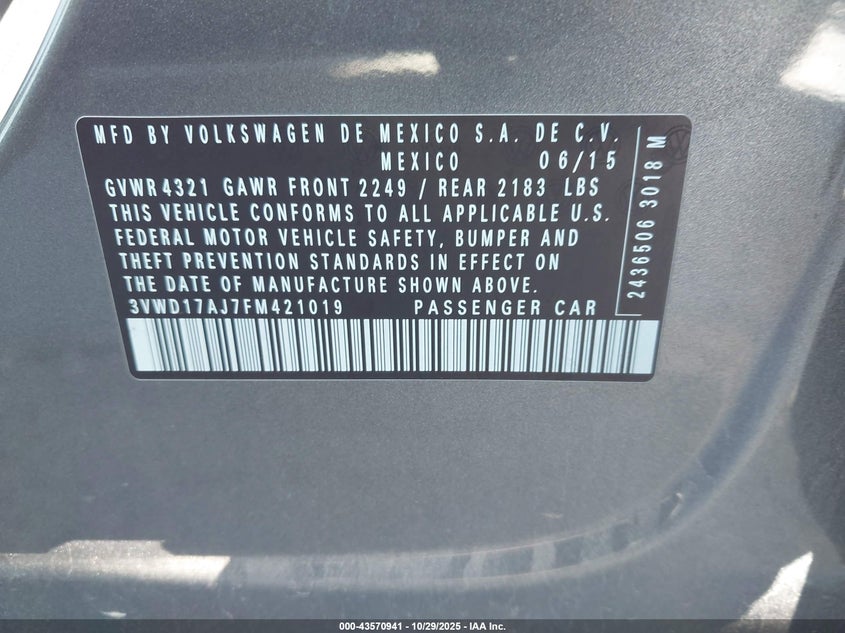 MFD BY VOLKSWAGEN DE MEXICO S.A. DE C.V.
MEXICO 06/15
GVWR 4321 GAWR FRONT 2249 / REAR 2183 LBS
THIS VEHICLE CONFORMS TO ALL APPLICABLE U.S.
FEDERAL MOTOR VEHICLE SAFETY, BUMPER AND
THEFT PREVENTION STANDARDS IN EFFECT ON
THE DATE OF MANUFACTURE SHOWN ABOVE.
3VWD17AJ7FM421019 PASSENGER CAR
2436506 3018 M
000-43570941 - 10/29/2025 - IAA Inc.